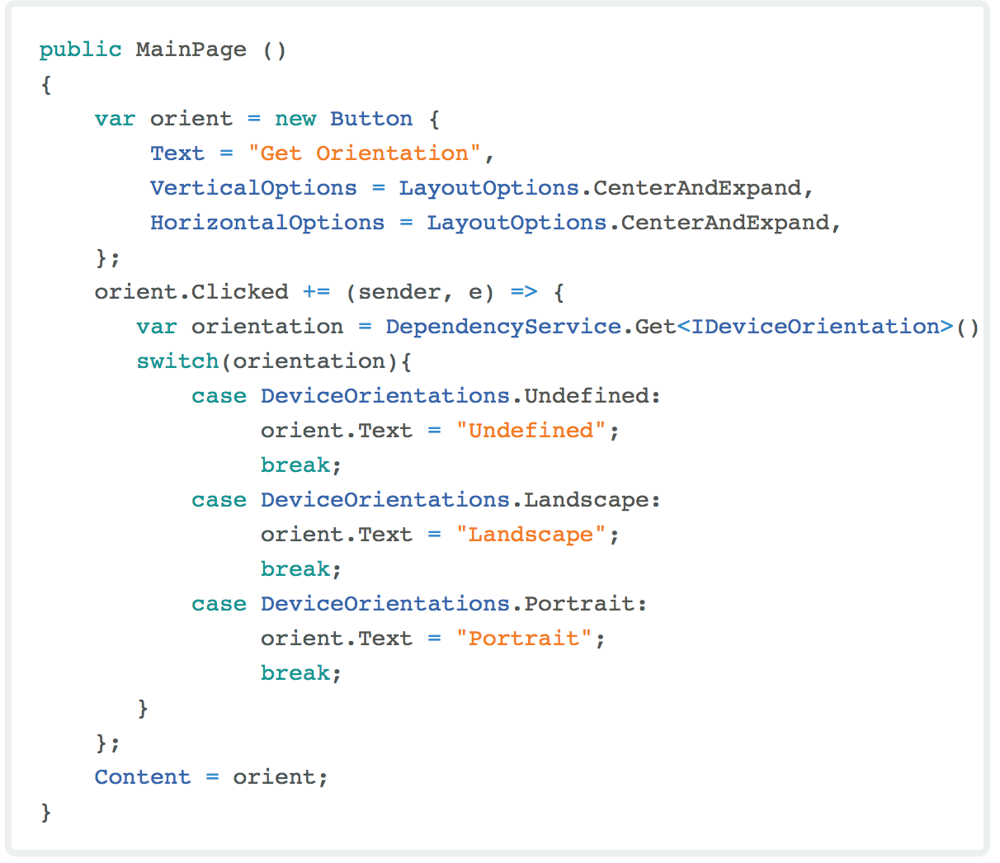 public MainPage ()
{
    var orient = new Button {
        Text = "Get Orientation",
        VerticalOptions = LayoutOptions.CenterAndExpand,
        HorizontalOptions = LayoutOptions.CenterAndExpand,
    };
    orient.Clicked += (sender, e) => {
       var orientation = DependencyService.Get<IDeviceOrientation>()
       switch(orientation){
           case DeviceOrientations.Undefined:
                orient.Text = "Undefined";
                break;
           case DeviceOrientations.Landscape:
                orient.Text = "Landscape";
                break;
           case DeviceOrientations.Portrait:
                orient.Text = "Portrait";
                break;
       }
    };
    Content = orient;
}